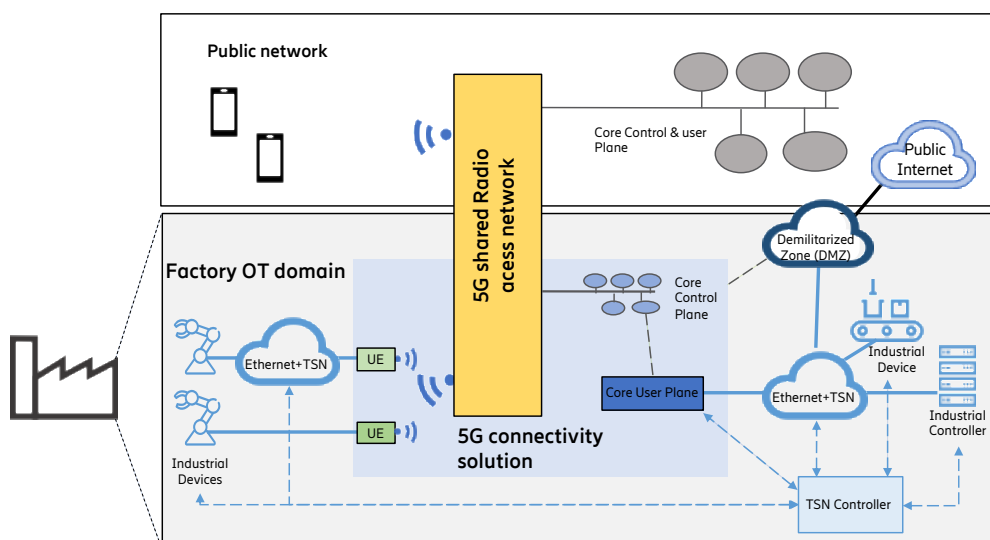 Public network
Core Control & user
Plane
Public
Internet
5G shared Radio
acess network
Demilitarized
Zone (DMZ)
Factory OT domain
Core
Control
Plane
Ethernet+TSN
UE
Industrial
Device
Core User Plane
Ethernet+TSN
Industrial
Controller
UE
5G connectivity
solution
Industrial
Devices
TSN Controller